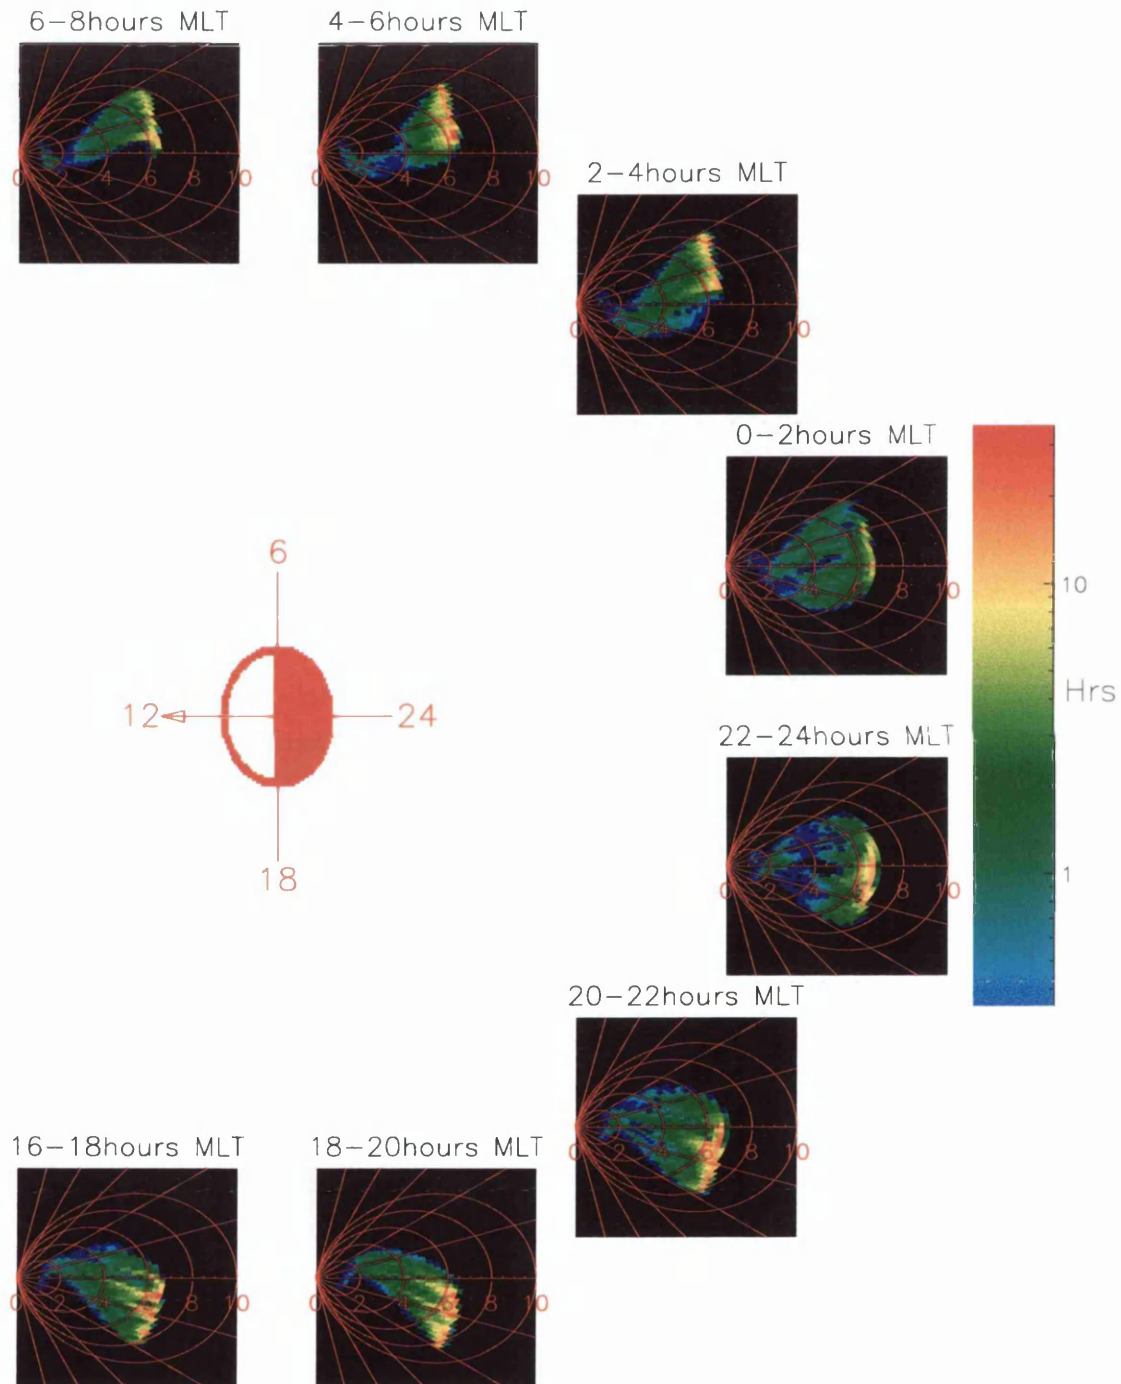 6-8hours MLT
4-6hours MLT
0 2 4 6 8 10
0 2 4 6 8 10
2-4hours MLT
0 2 4 6 8 10
0-2hours MLT
0 2 4 6 8 10
10
Hrs
1
6
12
24
18
22-24hours MLT
0 2 4 6 8 10
20-22hours MLT
0 2 4 6 8 10
16-18hours MLT
18-20hours MLT
0 2 4 6 8 10
0 2 4 6 8 10